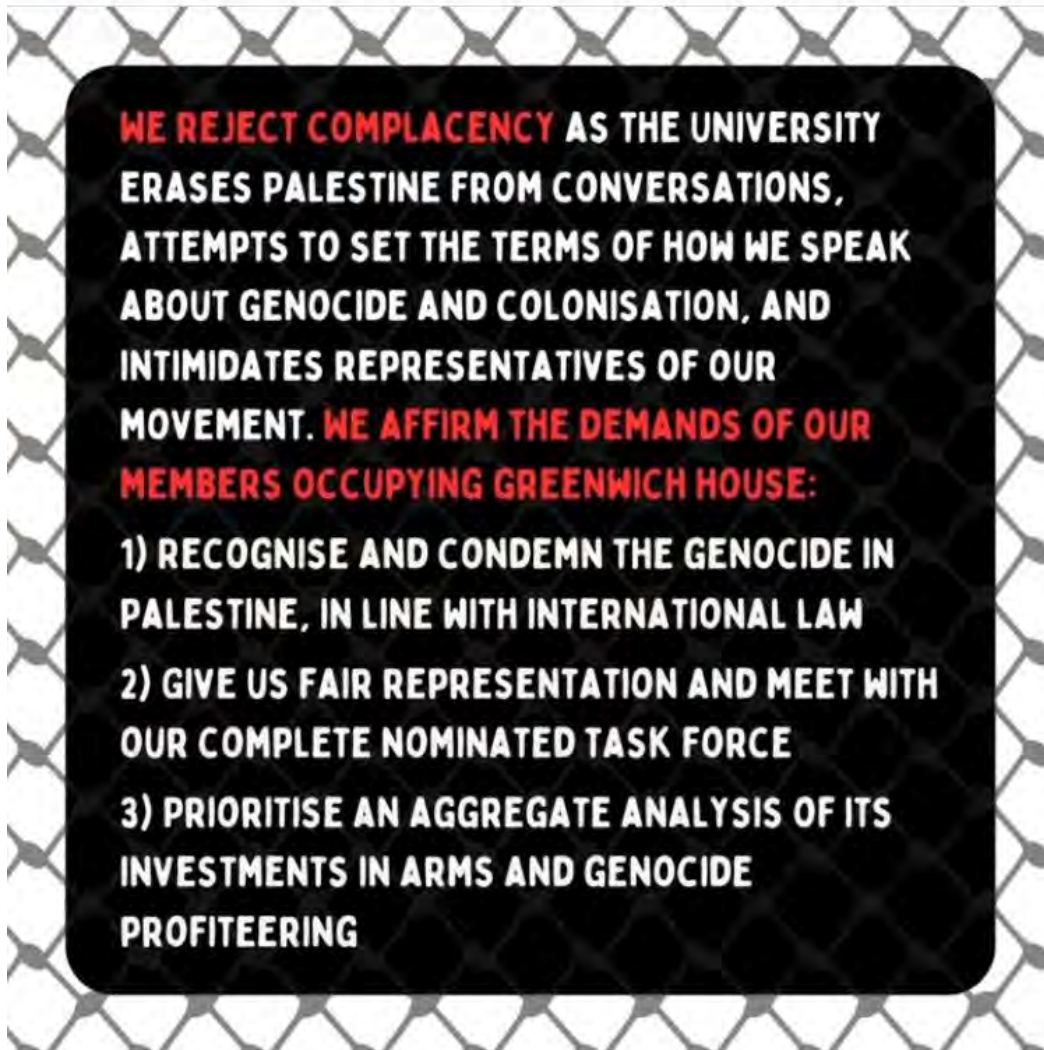 WE REJECT COMPLACENCY AS THE UNIVERSITY
ERASES PALESTINE FROM CONVERSATIONS,
ATTEMPTS TO SET THE TERMS OF HOW WE SPEAK
ABOUT GENOCIDE AND COLONISATION, AND
INTIMIDATES REPRESENTATIVES OF OUR
MOVEMENT. WE AFFIRM THE DEMANDS OF OUR
MEMBERS OCCUPYING GREENWICH HOUSE:
1) RECOGNISE AND CONDEMN THE GENOCIDE IN
PALESTINE, IN LINE WITH INTERNATIONAL LAW
2) GIVE US FAIR REPRESENTATION AND MEET WITH
OUR COMPLETE NOMINATED TASK FORCE
3) PRIORITISE AN AGGREGATE ANALYSIS OF ITS
INVESTMENTS IN ARMS AND GENOCIDE
PROFITEERING